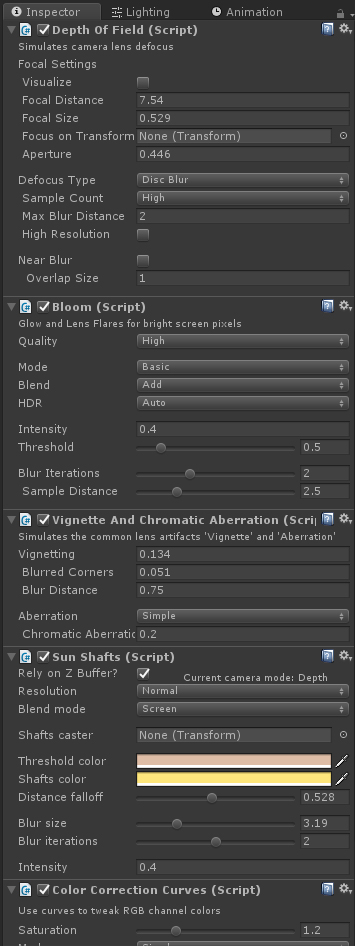 Inspector Lighting Animation
Depth Of Field (Script)
Simulates camera lens defocus
Focal Settings
Visualize
Focal Distance 7.54
Focal Size 0.529
Focus on Transform None (Transform)
Aperture 0.446
Defocus Type Disc Blur
Sample Count High
Max Blur Distance 2
High Resolution
Near Blur
Overlap Size 1
Bloom (Script)
Glow and Lens Flares for bright screen pixels
Quality High
Mode Basic
Blend Add
HDR Auto
Intensity 0.4
Threshold 0.5
Blur Iterations 2
Sample Distance 2.5
Vignette And Chromatic Aberration (Scri
Simulates the common lens artifacts 'Vignette' and 'Aberration'
Vignetting 0.134
Blurred Corners 0.051
Blur Distance 0.75
Aberration Simple
Chromatic Aberratic 0.2
Sun Shafts (Script)
Rely on Z Buffer? Current camera mode: Depth
Resolution Normal
Blend mode Screen
Shafts caster None (Transform)
Threshold color
Shafts color
Distance falloff 0.528
Blur size 3.19
Blur iterations 2
Intensity 0.4
Color Correction Curves (Script)
Use curves to tweak RGB channel colors
Saturation 1.2